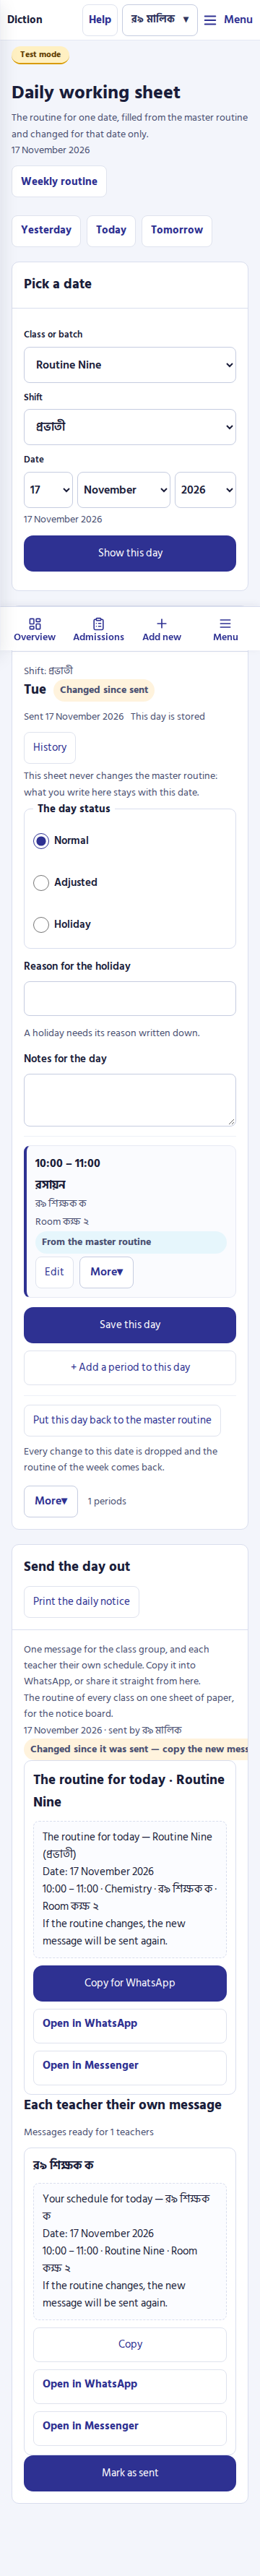 Diction
Help
র৯ মালিক ▾
Menu
Test mode
Daily working sheet
The routine for one date, filled from the master routine
and changed for that date only.
17 November 2026
Weekly routine
Yesterday
Today
Tomorrow
Pick a date
Class or batch
Routine Nine
Shift
প্রভাতী
Date
17
November
2026
17 November 2026
Show this day
Overview
Admissions
Add new
Menu
Shift: প্রভাতী
Tue
Changed since sent
Sent 17 November 2026 This day is stored
History
This sheet never changes the master routine:
what you write here stays with this date.
The day status
Normal
Adjusted
Holiday
Reason for the holiday
A holiday needs its reason written down.
Notes for the day
10:00 – 11:00
রসায়ন
র৯ শিক্ষক ক
Room কক্ষ ২
From the master routine
Edit
More▾
Save this day
+ Add a period to this day
Put this day back to the master routine
Every change to this date is dropped and the
routine of the week comes back.
More▾
1 periods
Send the day out
Print the daily notice
One message for the class group, and each
teacher their own schedule. Copy it into
WhatsApp, or share it straight from here.
The routine of every class on one sheet of paper,
for the notice board.
17 November 2026 · sent by র৯ মালিক
Changed since it was sent — copy the new mess
The routine for today · Routine
Nine
The routine for today — Routine Nine
(প্রভাতী)
Date: 17 November 2026
10:00 – 11:00 · Chemistry · র৯ শিক্ষক ক ·
Room কক্ষ ২
If the routine changes, the new
message will be sent again.
Copy for WhatsApp
Open in WhatsApp
Open in Messenger
Each teacher their own message
Messages ready for 1 teachers
র৯ শিক্ষক ক
Your schedule for today — র৯ শিক্ষক
ক
Date: 17 November 2026
10:00 – 11:00 · Routine Nine · Room
কক্ষ ২
If the routine changes, the new
message will be sent again.
Copy
Open in WhatsApp
Open in Messenger
Mark as sent